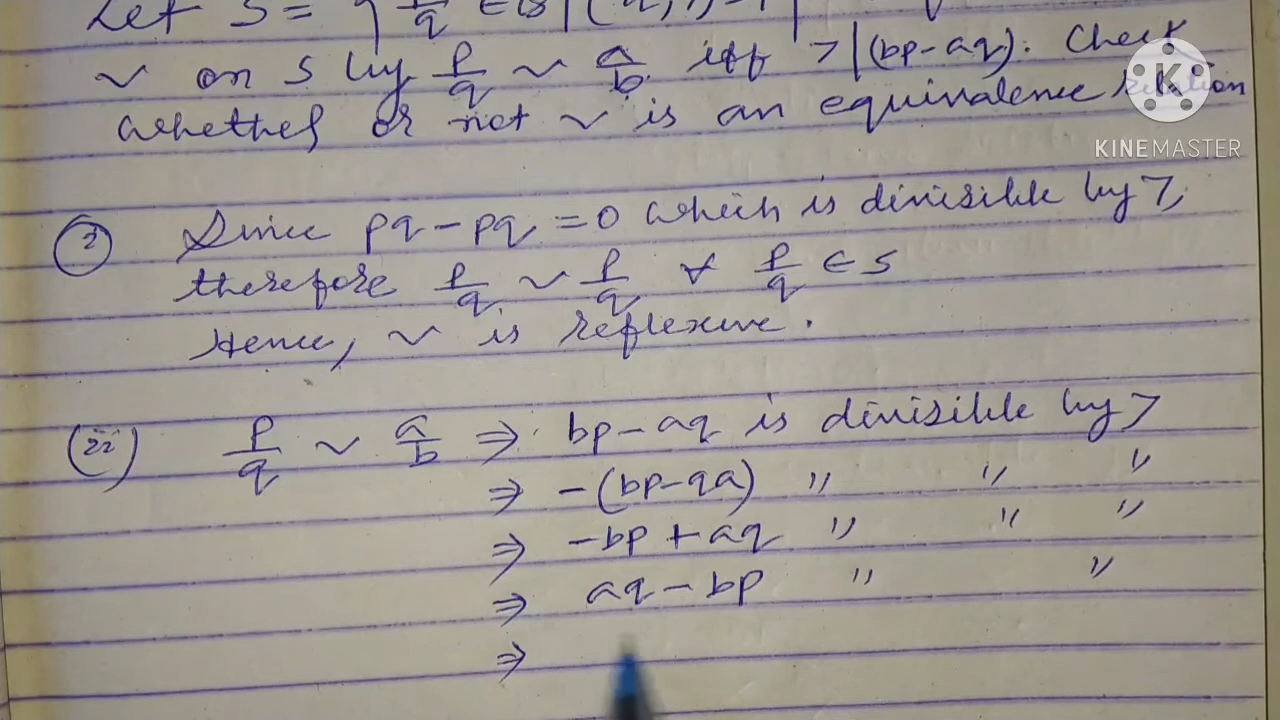 Let S =
~ on S by p/q ~ a/b iff 7|(bp-aq). Check
whether or not ~ is an equivalence relation
KINEMASTER
(i) Since pq-pq=0 which is divisible by 7,
therefore p/q ~ p/q ∀ p/q ∈ S
Hence, ~ is reflexive.
(ii) p/q ~ a/b ⇒ bp-aq is divisible by 7
⇒ -(bp-qa) " " "
⇒ -bp+aq " " "
⇒ aq-bp " "
⇒